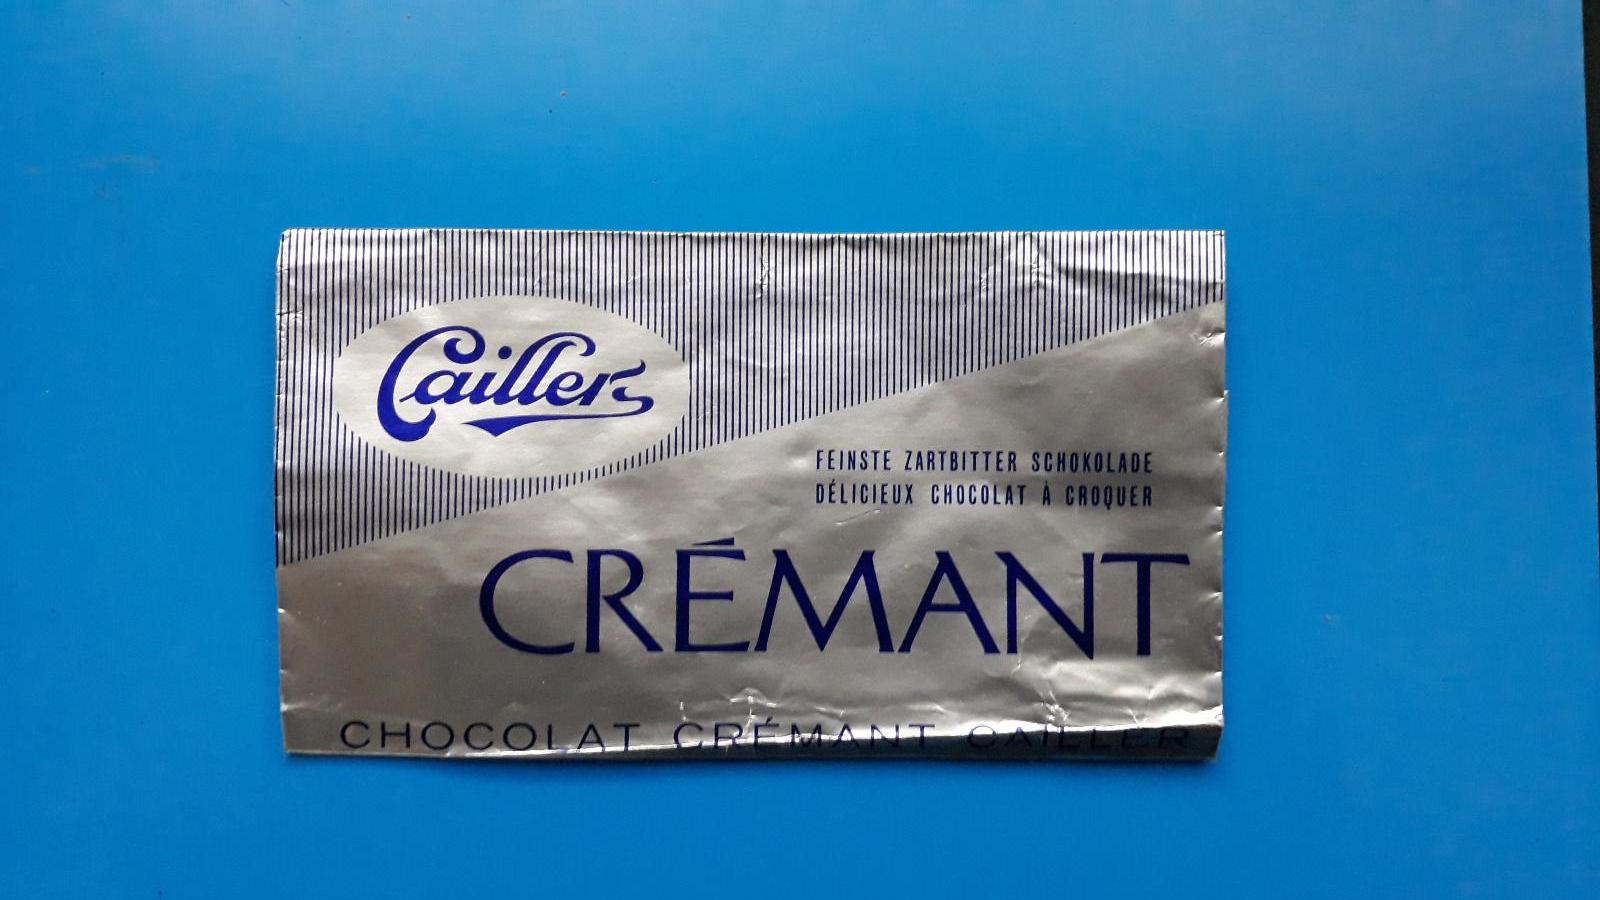 Cailler
FEINSTE ZARTBITTER SCHOKOLADE
DÉLICIEUX CHOCOLAT À CROQUER
CRÉMANT
CHOCOLAT CRÉMANT CAILLER